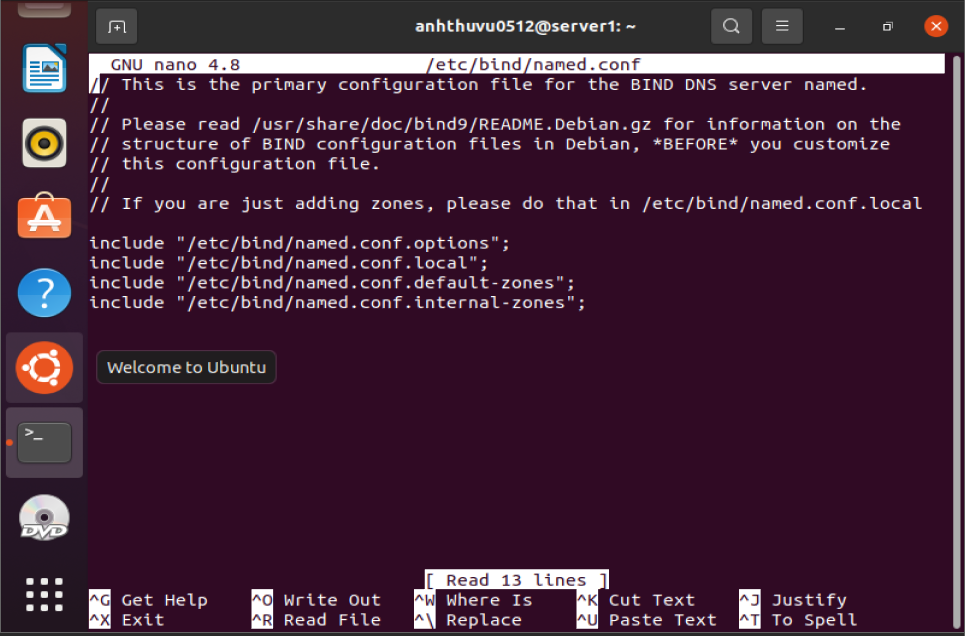 anhthuvu0512@server1: ~
GNU nano 4.8 /etc/bind/named.conf
// This is the primary configuration file for the BIND DNS server named.
//
// Please read /usr/share/doc/bind9/README.Debian.gz for information on the
// structure of BIND configuration files in Debian, *BEFORE* you customize
// this configuration file.
//
// If you are just adding zones, please do that in /etc/bind/named.conf.local
include "/etc/bind/named.conf.options";
include "/etc/bind/named.conf.local";
include "/etc/bind/named.conf.default-zones";
include "/etc/bind/named.conf.internal-zones";
Welcome to Ubuntu
>_
DVD
[ Read 13 lines ]
^G Get Help ^O Write Out ^W Where Is ^K Cut Text ^J Justify
^X Exit ^R Read File ^\ Replace ^U Paste Text ^T To Spell